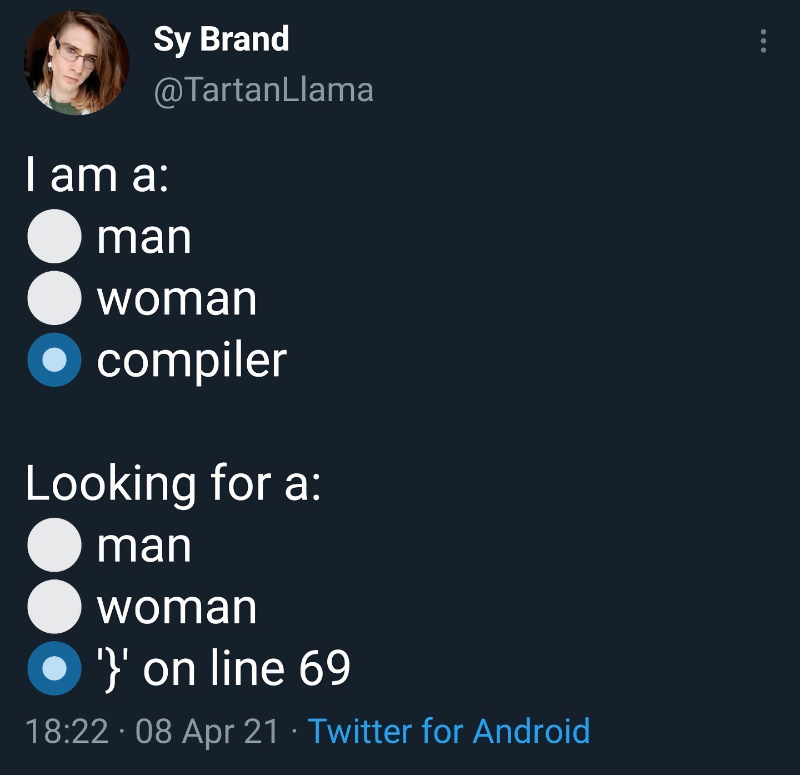 Sy Brand
@TartanLlama
I am a:
man
woman
compiler
Looking for a:
man
woman
'}' on line 69
18:22 · 08 Apr 21 · Twitter for Android